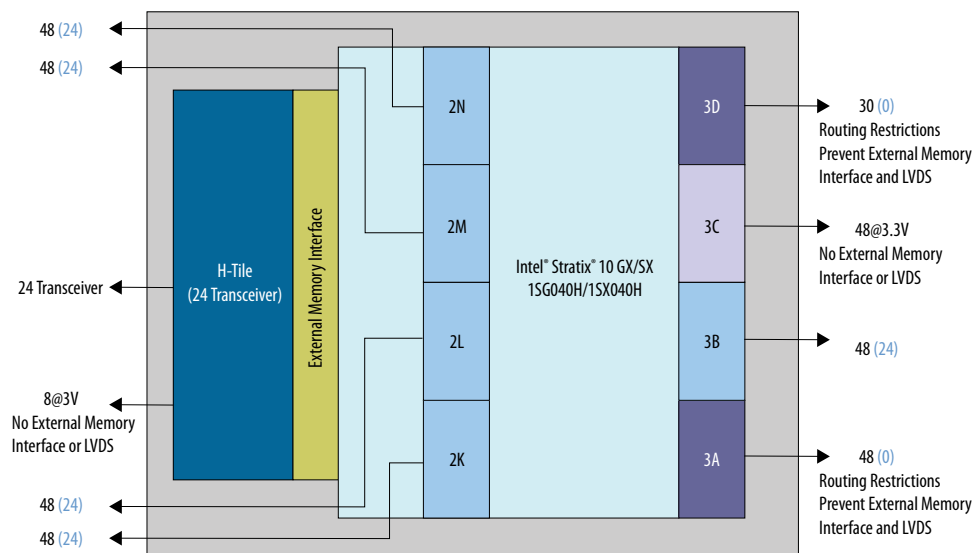 48 (24)
48 (24)
24 Transceiver
8@3V
No External Memory
Interface or LVDS
48 (24)
48 (24)
H-Tile
(24 Transceiver)
External Memory Interface
2N
2M
2L
2K
Intel® Stratix® 10 GX/SX
1SG040H/1SX040H
3D
3C
3B
3A
30 (0)
Routing Restrictions
Prevent External Memory
Interface and LVDS
48@3.3V
No External Memory
Interface or LVDS
48 (24)
48 (0)
Routing Restrictions
Prevent External Memory
Interface and LVDS